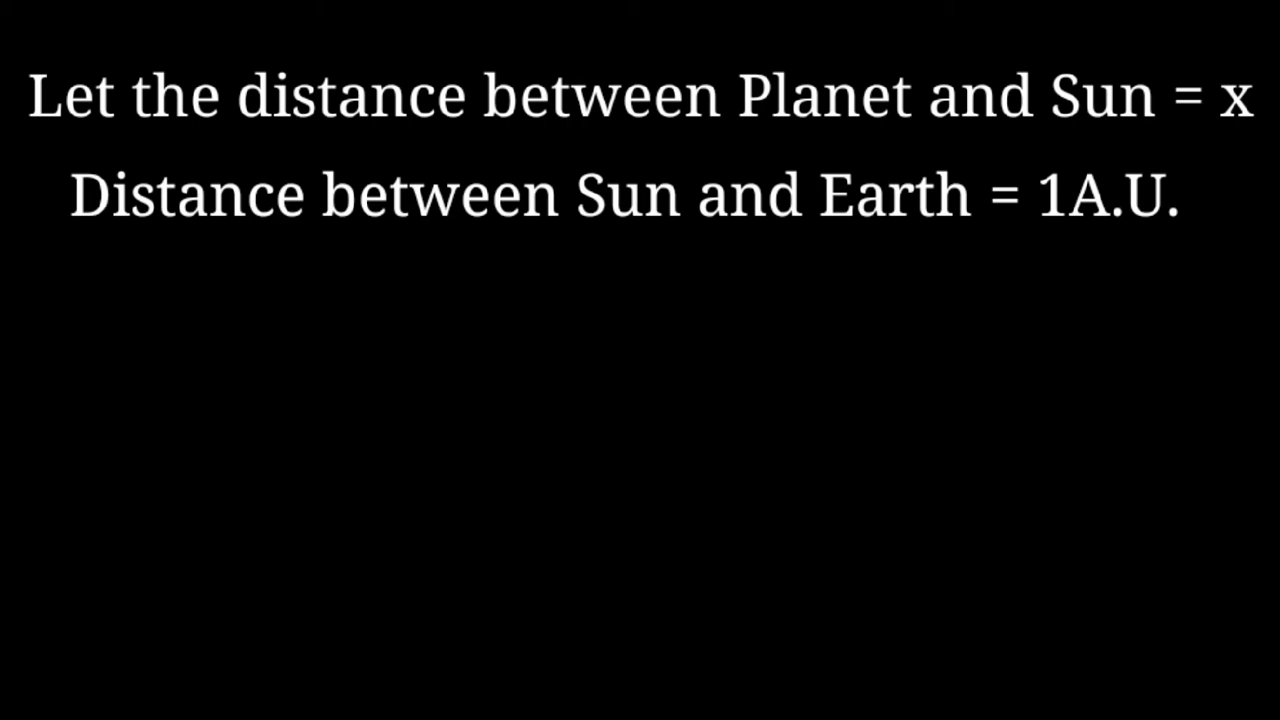 Let the distance between Planet and Sun = x
Distance between Sun and Earth = 1A.U.